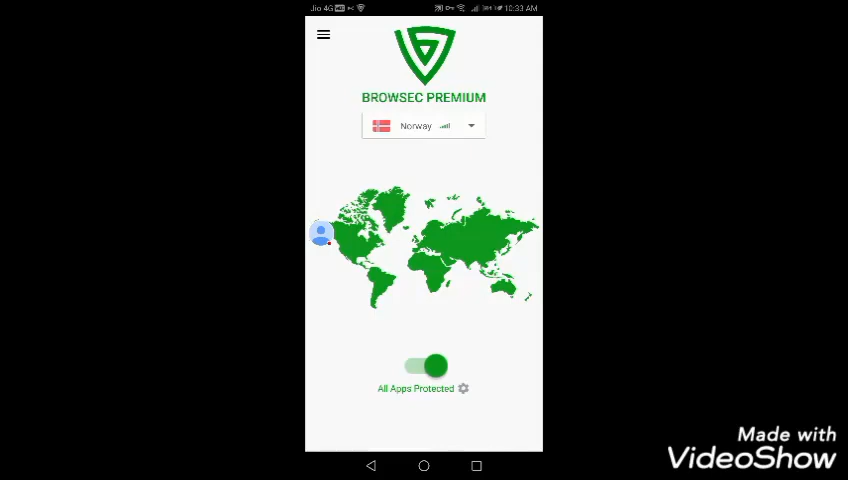 Jio 4G
10:33 AM
BROWSEC PREMIUM
Norway
All Apps Protected
Made with
VideoShow